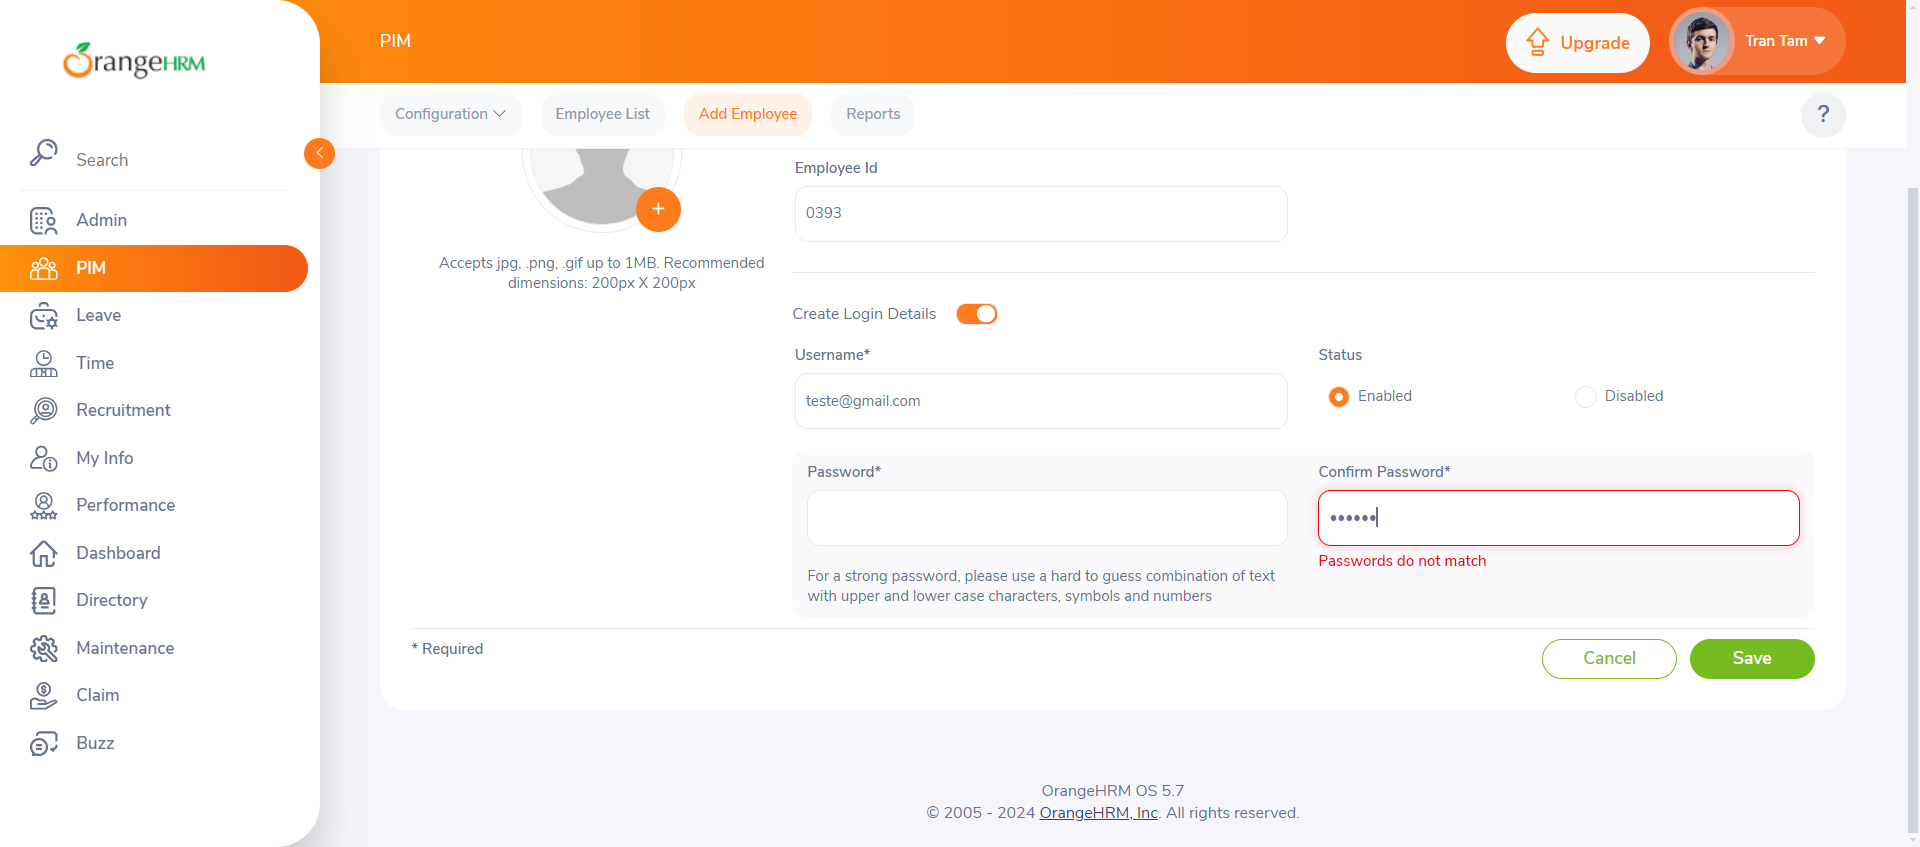 OrangeHRM
PIM
Upgrade
Tran Tam
Configuration
Employee List
Add Employee
Reports
?
Search
Admin
PIM
Leave
Time
Recruitment
My Info
Performance
Dashboard
Directory
Maintenance
Claim
Buzz
+
Accepts jpg, .png, .gif up to 1MB. Recommended
dimensions: 200px X 200px
Employee Id
0393
Create Login Details
Username*
teste@gmail.com
Status
Enabled
Disabled
Password*
Confirm Password*
••••••
Passwords do not match
For a strong password, please use a hard to guess combination of text
with upper and lower case characters, symbols and numbers
* Required
Cancel
Save
OrangeHRM OS 5.7
© 2005 - 2024 OrangeHRM, Inc. All rights reserved.